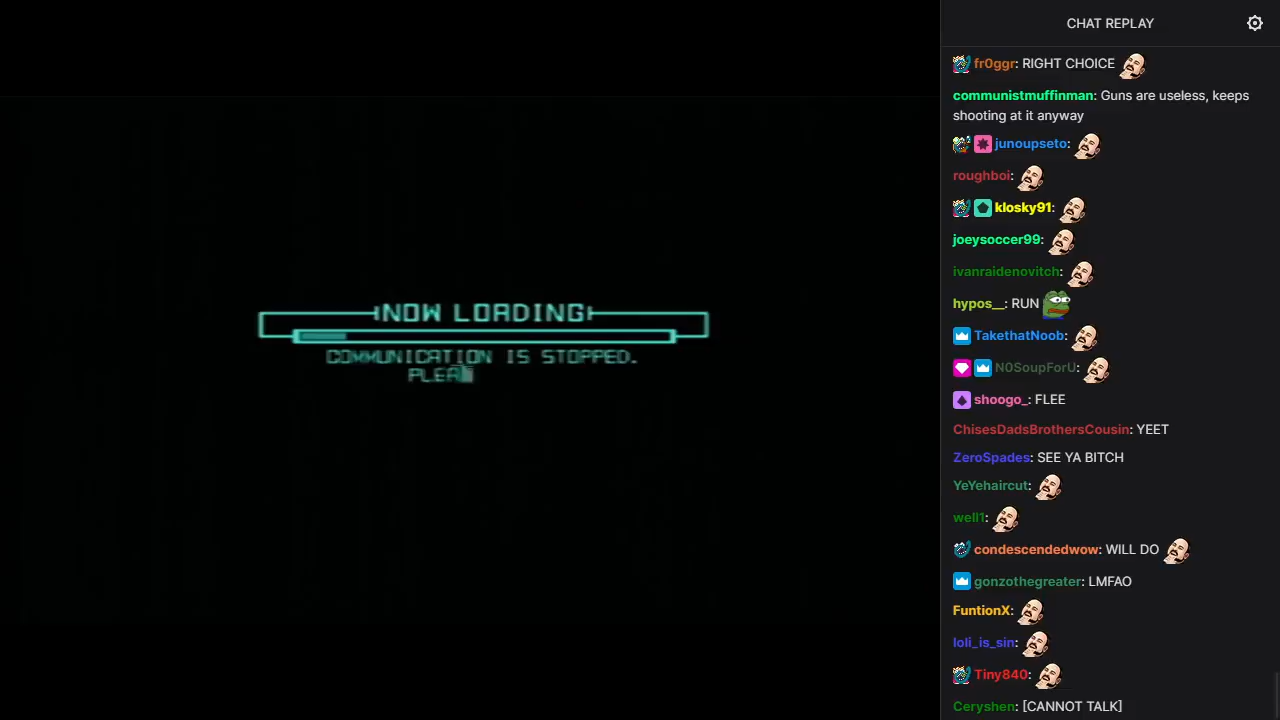 NOW LOADING
COMMUNICATION IS STOPPED.
PLEA
CHAT REPLAY
fr0ggr: RIGHT CHOICE
communistmuffinman: Guns are useless, keeps
shooting at it anyway
junoupseto:
roughboi:
klosky91:
joeysoccer99:
ivanraidenovitch:
hypos__: RUN
TakethatNoob:
N0SoupForU:
shoogo_: FLEE
ChisesDadsBrothersCousin: YEET
ZeroSpades: SEE YA BITCH
YeYehaircut:
well1:
condescendedwow: WILL DO
gonzothegreater: LMFAO
FuntionX:
loli_is_sin:
Tiny840:
Ceryshen: [CANNOT TALK]